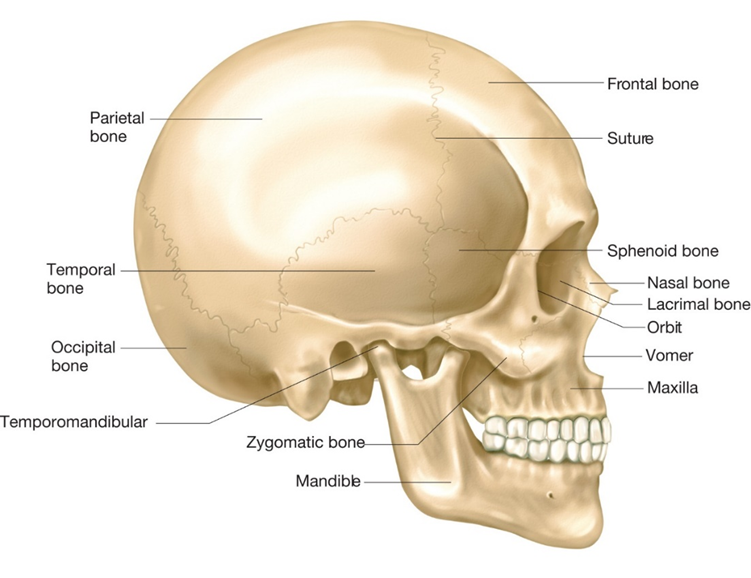 Frontal bone
Parietal
bone
Suture
Sphenoid bone
Temporal
bone
Nasal bone
Lacrimal bone
Orbit
Occipital
bone
Vomer
Maxilla
Temporomandibular
Zygomatic bone
Mandible